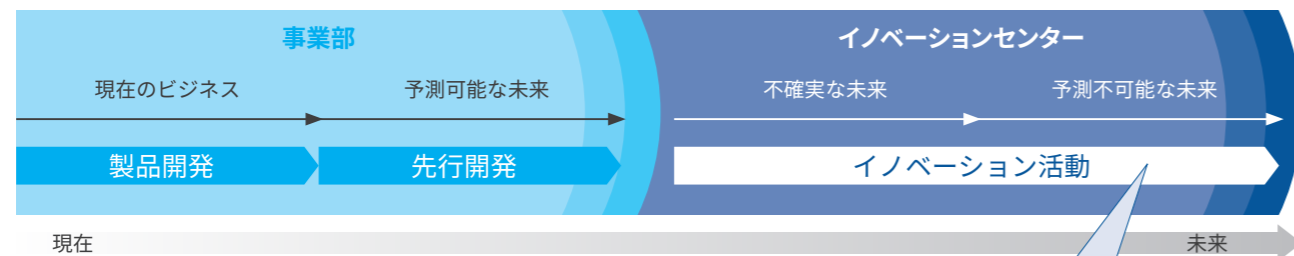 事業部
イノベーションセンター
現在のビジネス
予測可能な未来
不確実な未来
予測不可能な未来
製品開発
先行開発
イノベーション活動
現在
未来